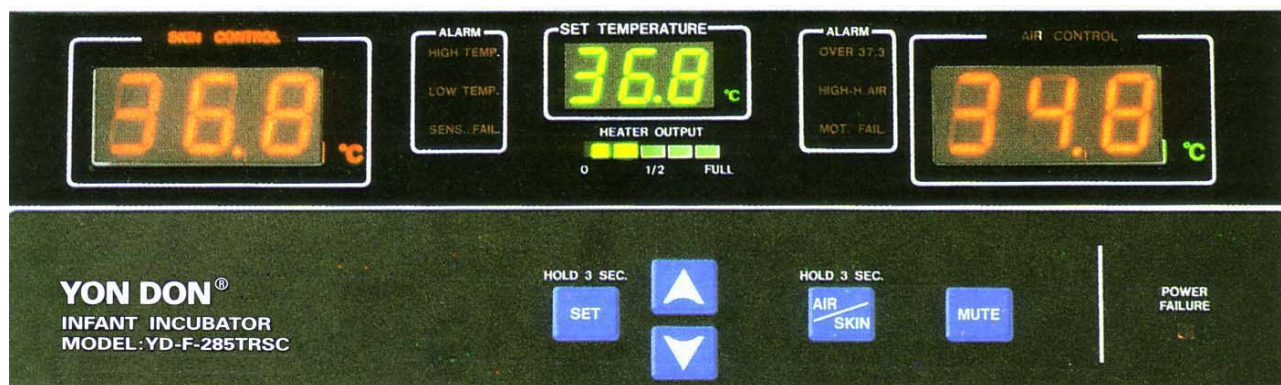 SKIN CONTROL
36.8 °C
ALARM
HIGH TEMP.
LOW TEMP.
SENS. FAIL.
SET TEMPERATURE
36.8 °C
HEATER OUTPUT
0 1/2 FULL
ALARM
OVER 37.3
HIGH-H.AIR
MOT. FAIL.
AIR CONTROL
34.8 °C
YON DON®
INFANT INCUBATOR
MODEL:YD-F-285TRSC
HOLD 3 SEC.
SET
HOLD 3 SEC.
AIR
SKIN
MUTE
POWER
FAILURE